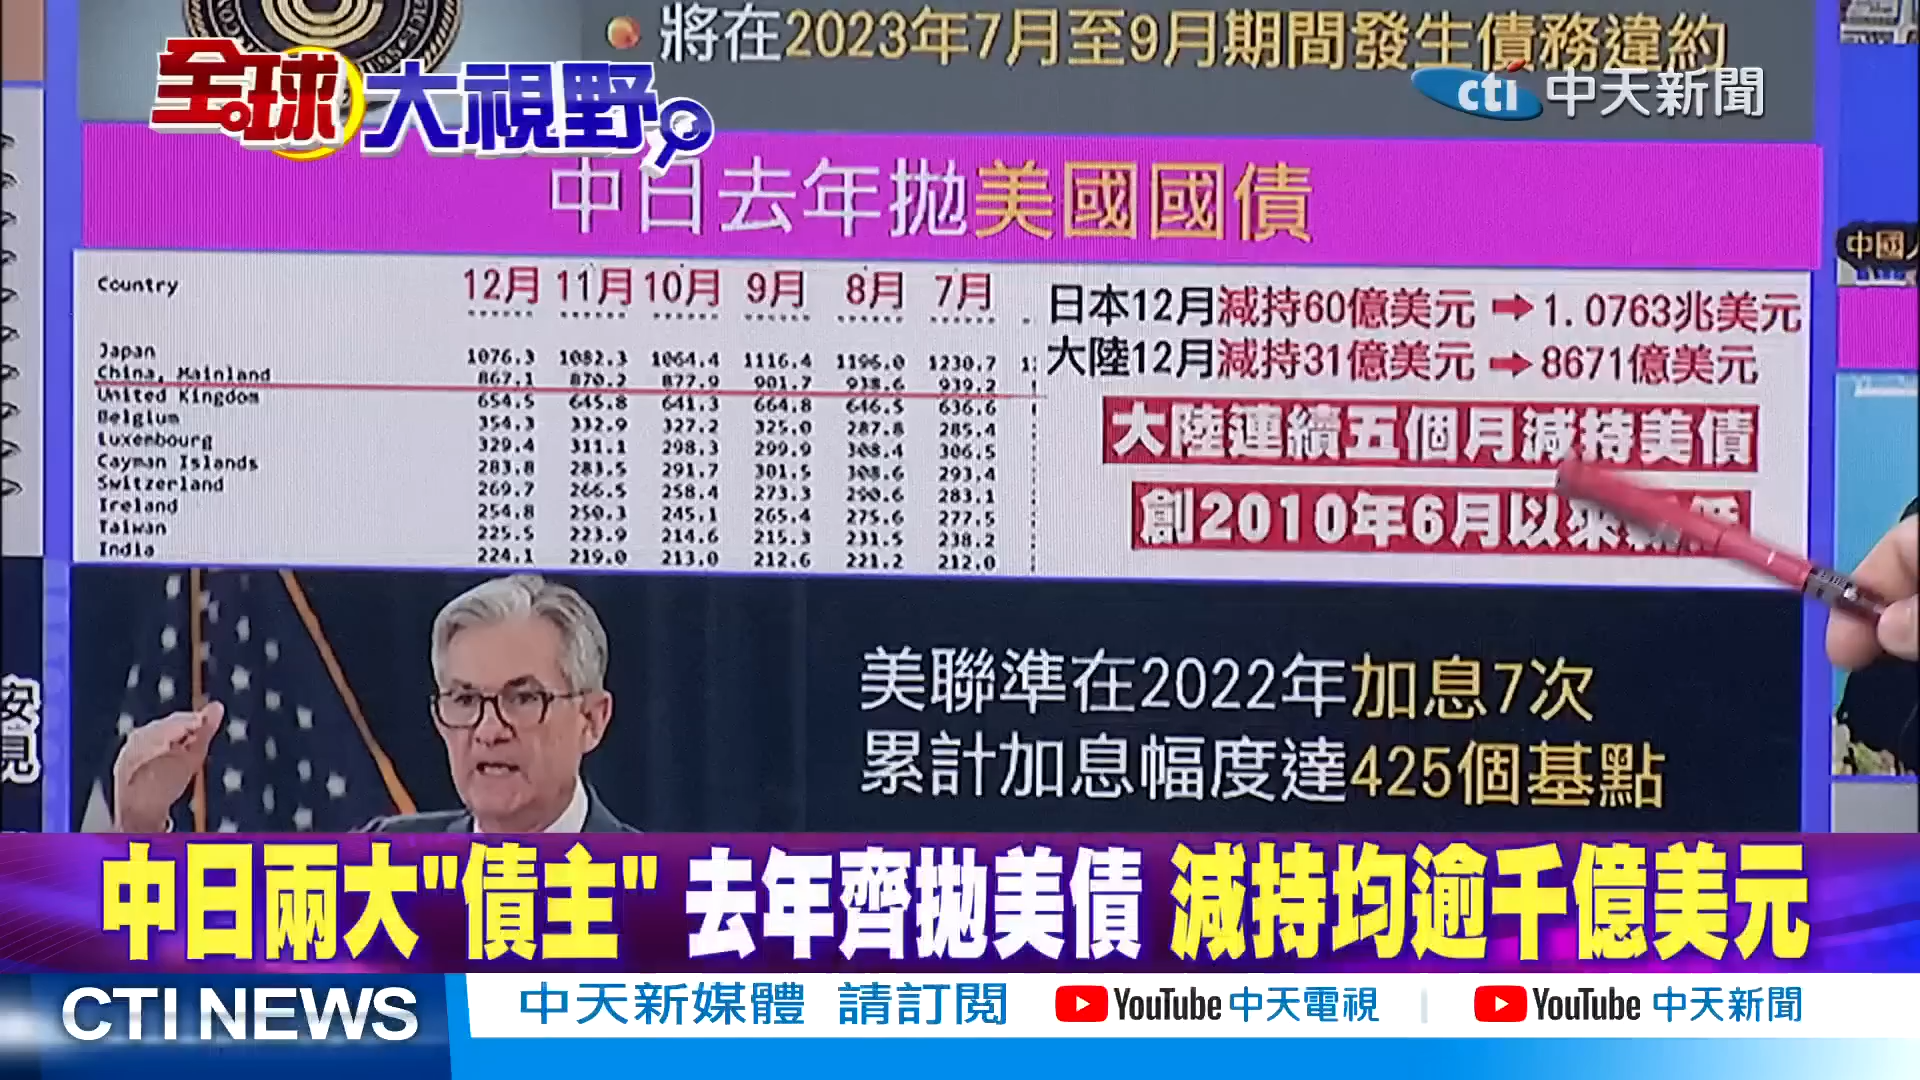 將在2023年7月至9月期間發生債務違約
全球大視野
cti 中天新聞
中日去年拋美國國債
中國人
Country 12月 11月 10月 9月 8月 7月
Japan 1076.3 1082.3 1064.4 1116.4 1196.0 1230.7
China, Mainland 867.1 870.2 877.9 901.7 938.6 939.2
United Kingdom 654.5 645.8 641.3 664.8 646.5 636.6
Belgium 354.3 332.9 327.2 325.0 287.8 285.4
Luxembourg 329.4 311.1 298.3 299.9 308.4 306.5
Cayman Islands 283.8 283.5 291.7 301.5 308.6 293.4
Switzerland 269.7 266.5 258.4 273.3 290.6 283.1
Ireland 254.8 250.3 245.1 265.4 275.6 277.5
Taiwan 225.5 223.9 214.6 215.3 231.5 238.2
India 224.1 219.0 213.0 212.6 221.2 212.0
日本12月減持60億美元 ➡ 1.0763兆美元
大陸12月減持31億美元 ➡ 8671億美元
大陸連續五個月減持美債
創2010年6月以來
美聯準在2022年加息7次
累計加息幅度達425個基點
中日兩大"債主" 去年齊拋美債 減持均逾千億美元
CTI NEWS 中天新媒體 請訂閱 YouTube 中天電視 | YouTube 中天新聞